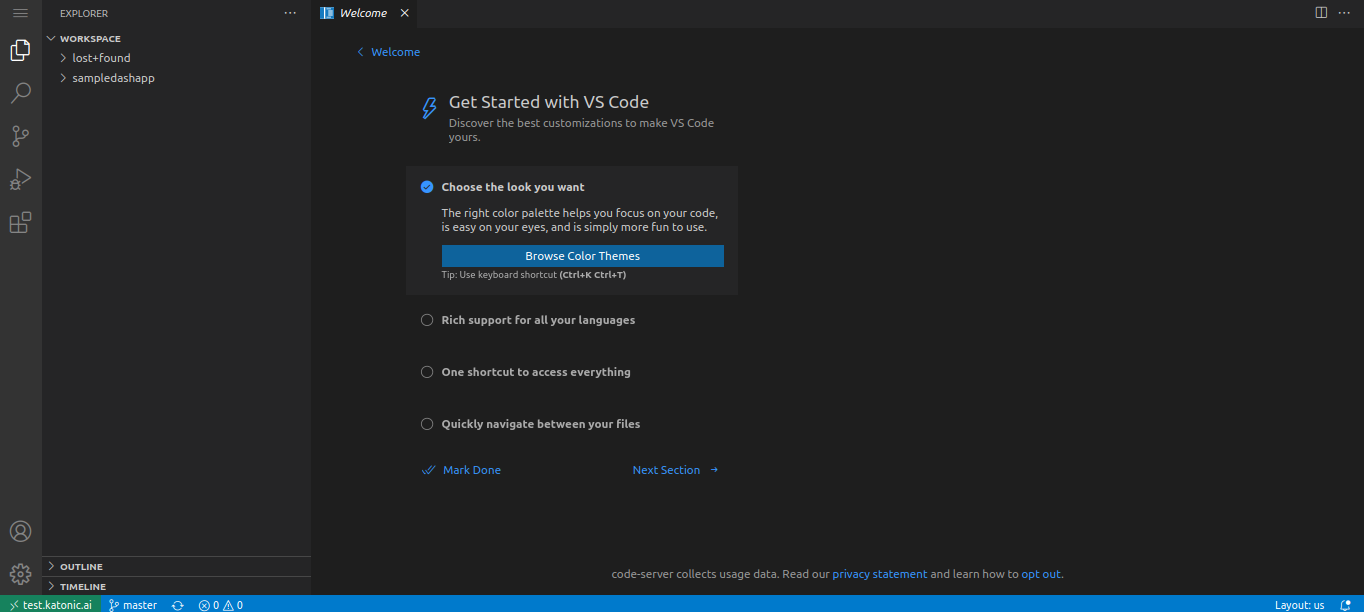 EXPLORER
Welcome
WORKSPACE
lost+found
sampledashapp
Welcome
Get Started with VS Code
Discover the best customizations to make VS Code
yours.
Choose the look you want
The right color palette helps you focus on your code,
is easy on your eyes, and is simply more fun to use.
Browse Color Themes
Tip: Use keyboard shortcut (Ctrl+K Ctrl+T)
Rich support for all your languages
One shortcut to access everything
Quickly navigate between your files
Mark Done
Next Section
OUTLINE
TIMELINE
code-server collects usage data. Read our privacy statement and learn how to opt out.
test.katonic.ai
master
0
0
Layout: us